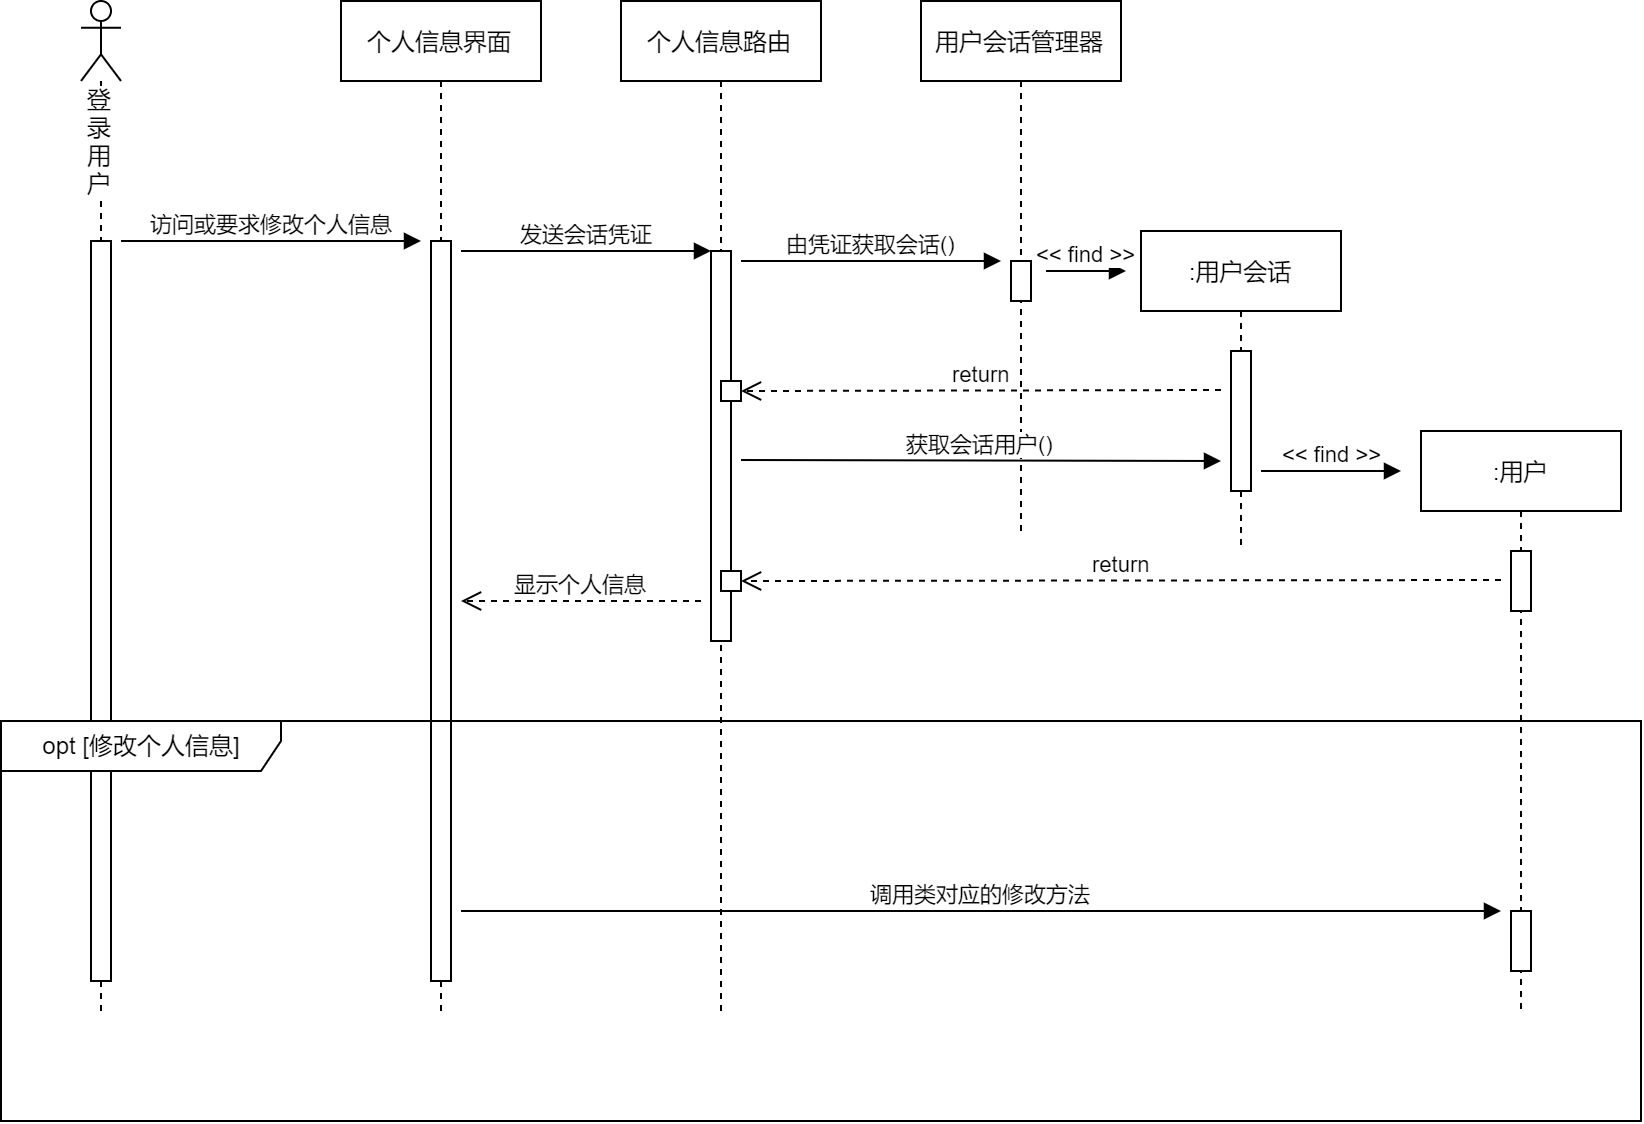 个人信息界面
个人信息路由
用户会话管理器
登
录
用
户
访问或要求修改个人信息
发送会话凭证
由凭证获取会话()
<< find >>
:用户会话
return
获取会话用户()
<< find >>
:用户
return
显示个人信息
opt [修改个人信息]
调用类对应的修改方法